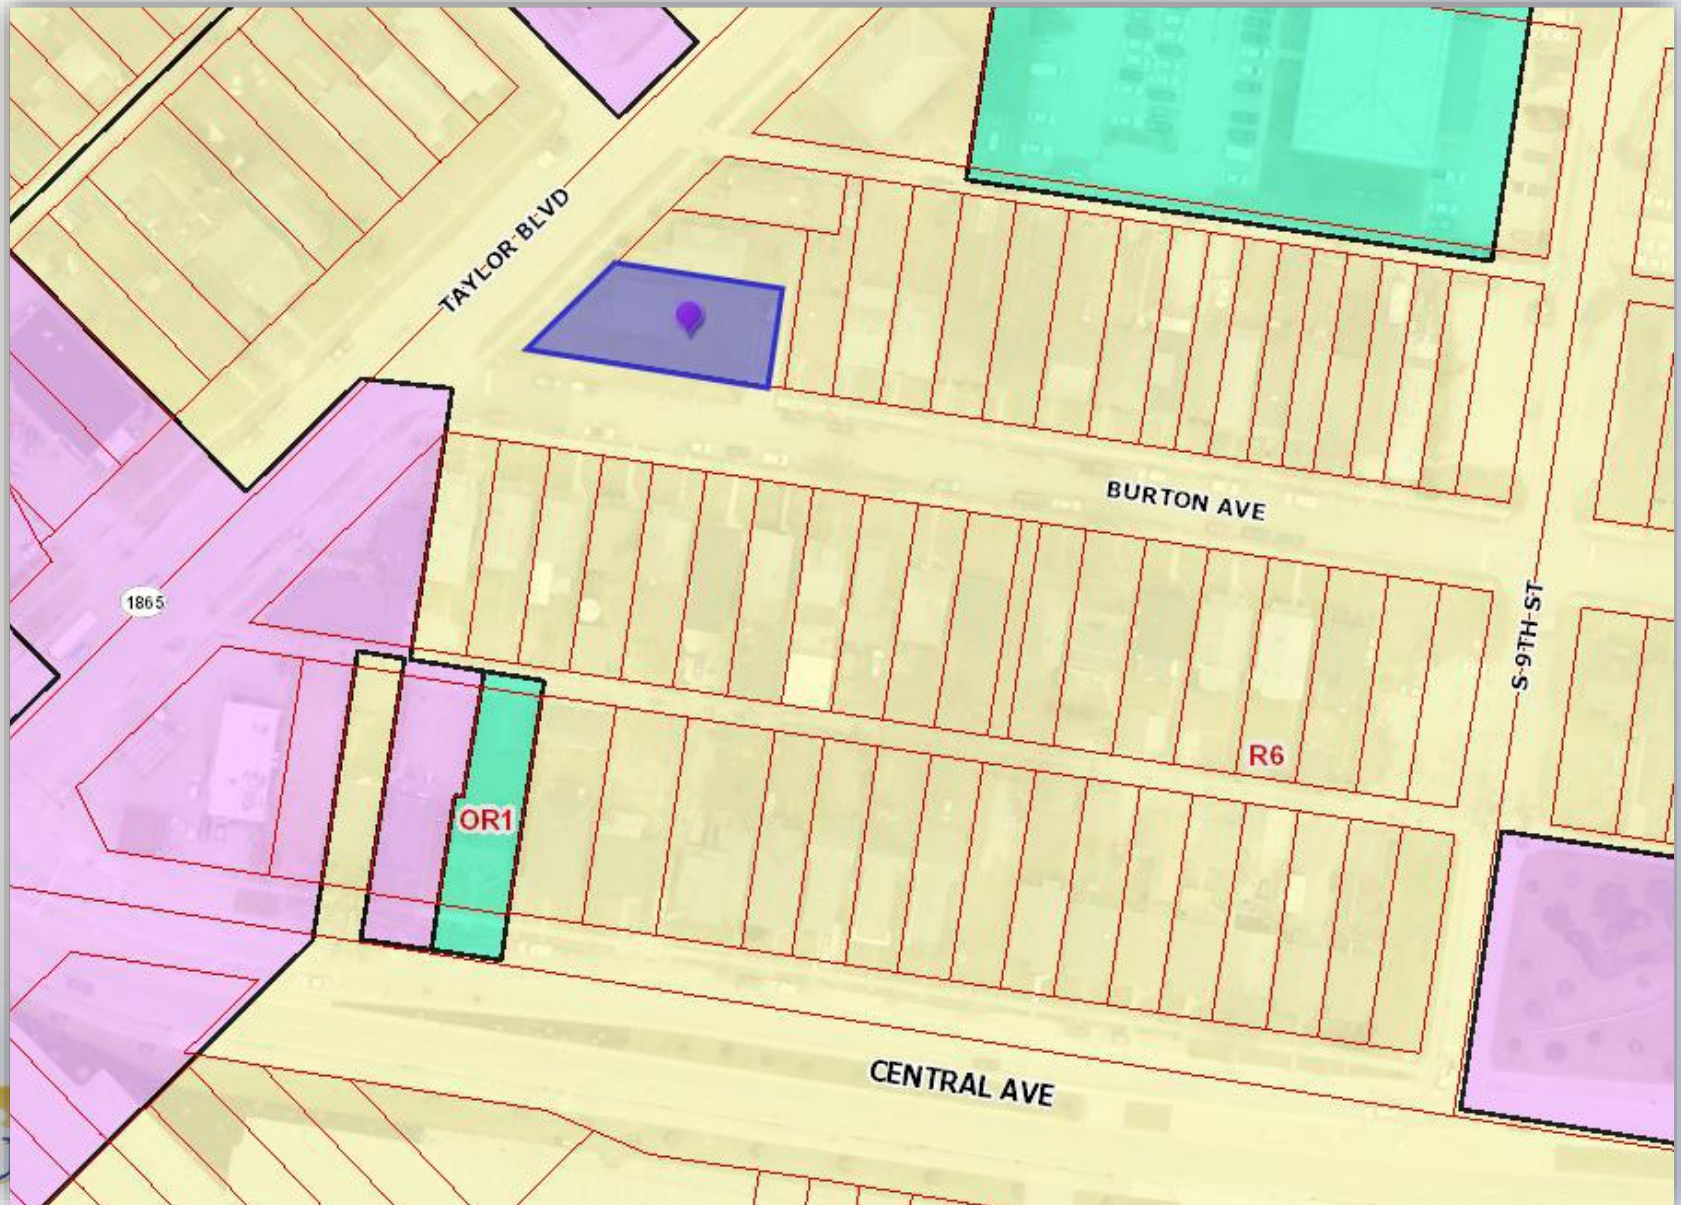 TAYLOR BLVD
BURTON AVE
1865
S 9TH ST
R6
OR1
CENTRAL AVE